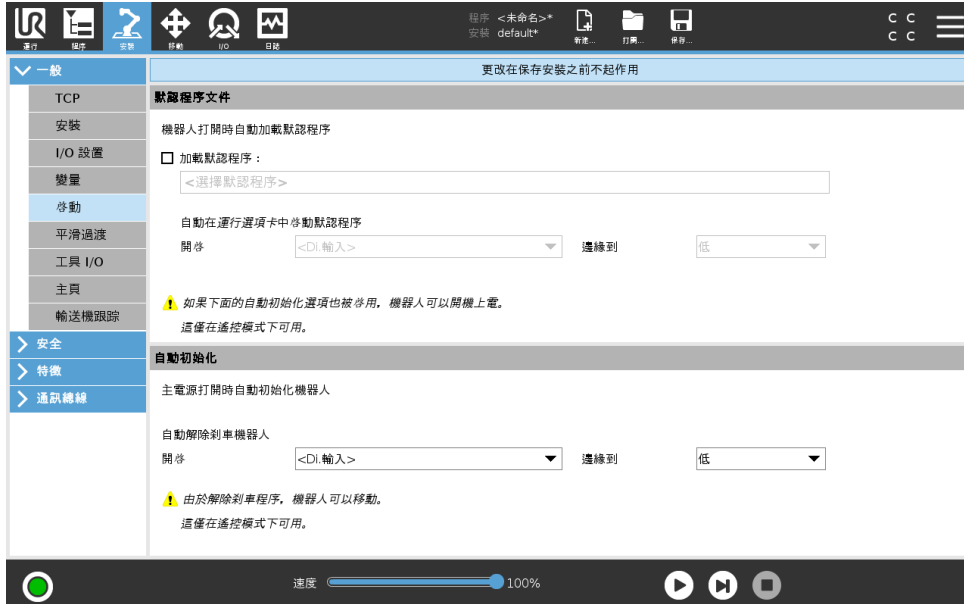 運行
程序
安裝
移動
I/O
日誌
程序 <未命名>*
安裝 default*
新建...
打開...
保存...
C C
C C
一般
TCP
安裝
I/O 設置
變量
啓動
平滑過渡
工具 I/O
主頁
輸送機跟踪
安全
特徵
通訊總線
更改在保存安裝之前不起作用
默認程序文件
機器人打開時自動加載默認程序
加載默認程序：
<選擇默認程序>
自動在運行選項卡中啓動默認程序
開啓 <DI.輸入> 邊緣到 低
如果下面的自動初始化選項也被啓用，機器人可以開機上電。
這僅在遙控模式下可用。
自動初始化
主電源打開時自動初始化機器人
自動解除剎車機器人
開啓 <DI.輸入> 邊緣到 低
由於解除剎車程序，機器人可以移動。
這僅在遙控模式下可用。
速度 100%